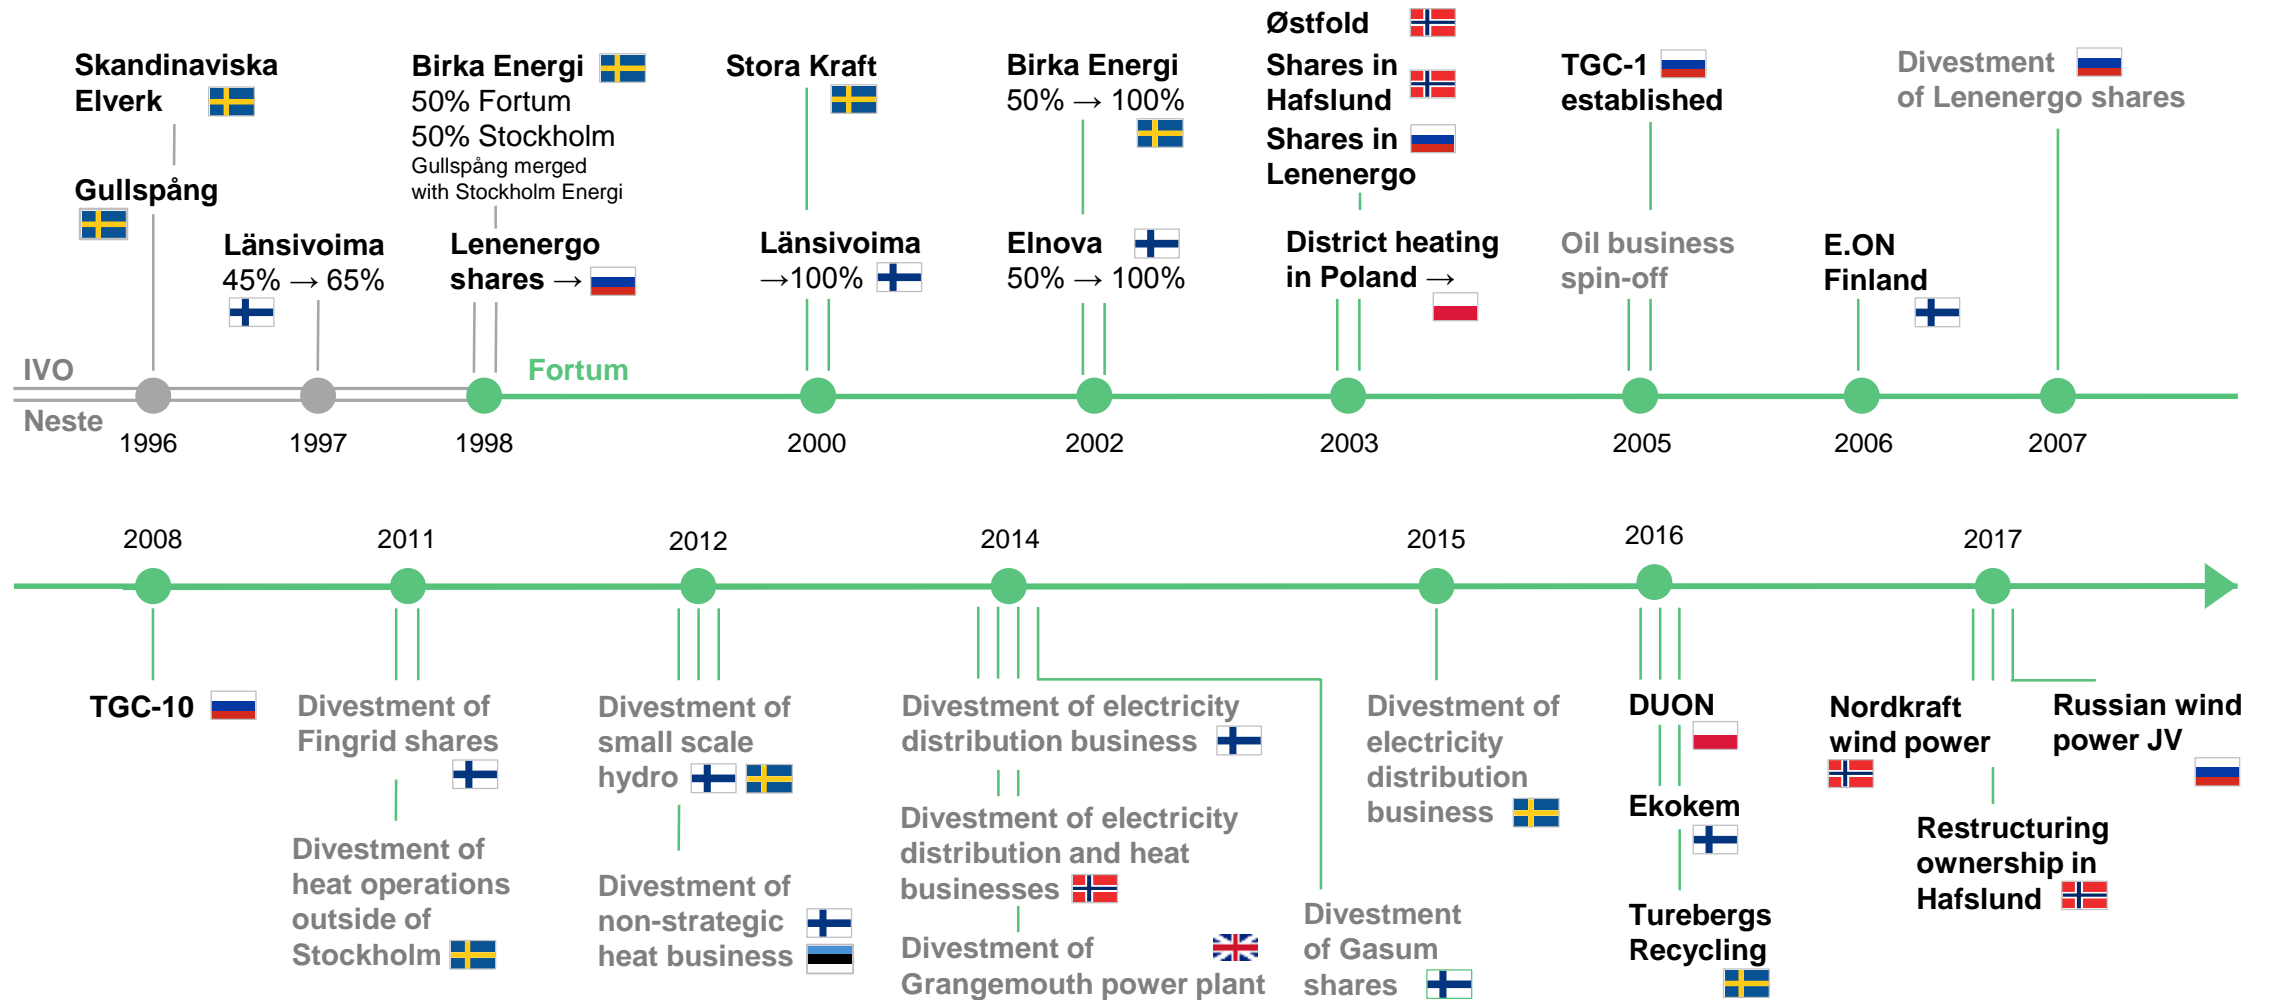 Skandinaviska
Elverk
Gullspång
Länsivoima
45% → 65%
Birka Energi
50% Fortum
50% Stockholm
Gullspång merged
with Stockholm Energi
Lenenergo
shares →
Stora Kraft
Länsivoima
→100%
Birka Energi
50% → 100%
Elnova
50% → 100%
Østfold
Shares in
Hafslund
Shares in
Lenenergo
District heating
in Poland →
TGC-1
established
Oil business
spin-off
E.ON
Finland
Divestment
of Lenenergo shares
IVO
Neste
Fortum
1996
1997
1998
2000
2002
2003
2005
2006
2007
2008
2011
2012
2014
2015
2016
2017
TGC-10
Divestment of
Fingrid shares
Divestment of
heat operations
outside of
Stockholm
Divestment of
small scale
hydro
Divestment of
non-strategic
heat business
Divestment of electricity
distribution business
Divestment of electricity
distribution and heat
businesses
Divestment of
Grangemouth power plant
Divestment
of Gasum
shares
Divestment of
electricity
distribution
business
DUON
Ekokem
Turebergs
Recycling
Nordkraft
wind power
Restructuring
ownership in
Hafslund
Russian wind
power JV